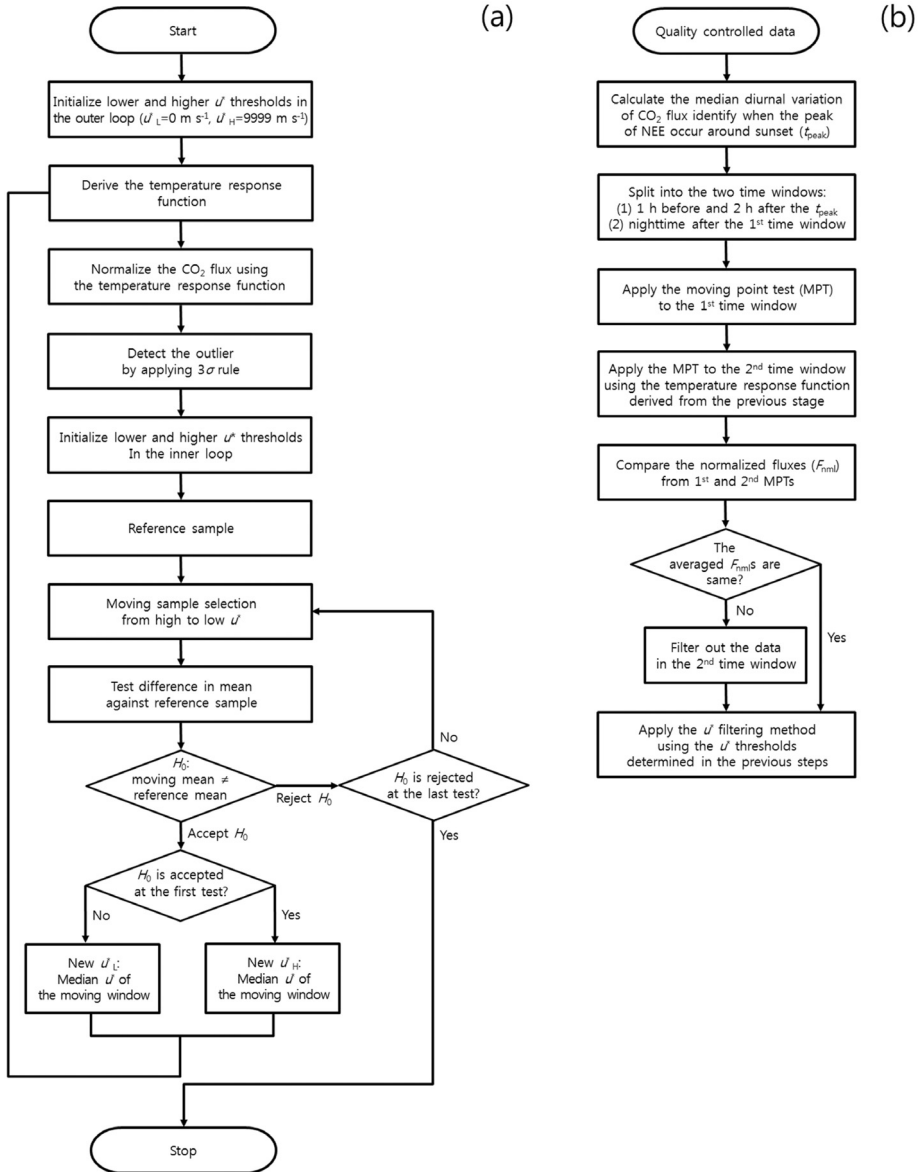 (a)
Start
Initialize lower and higher u* thresholds in
the outer loop (u*L=0 m s-1, u*H=9999 m s-1)
Derive the temperature response
function
Normalize the CO2 flux using
the temperature response function
Detect the outlier
by applying 3σ rule
Initialize lower and higher u* thresholds
In the inner loop
Reference sample
Moving sample selection
from high to low u*
Test difference in mean
against reference sample
H0:
moving mean ≠
reference mean
Reject H0
H0 is rejected
at the last test?
No
Yes
Accept H0
H0 is accepted
at the first test?
No
Yes
New u*L:
Median u* of
the moving window
New u*H:
Median u* of
the moving window
Stop
(b)
Quality controlled data
Calculate the median diurnal variation
of CO2 flux identify when the peak
of NEE occur around sunset (tpeak)
Split into the two time windows:
(1) 1 h before and 2 h after the tpeak
(2) nighttime after the 1st time window
Apply the moving point test (MPT)
to the 1st time window
Apply the MPT to the 2nd time window
using the temperature response function
derived from the previous stage
Compare the normalized fluxes (Fnml)
from 1st and 2nd MPTs
The
averaged Fnmls are
same?
No
Yes
Filter out the data
in the 2nd time window
Apply the u* filtering method
using the u* thresholds
determined in the previous steps